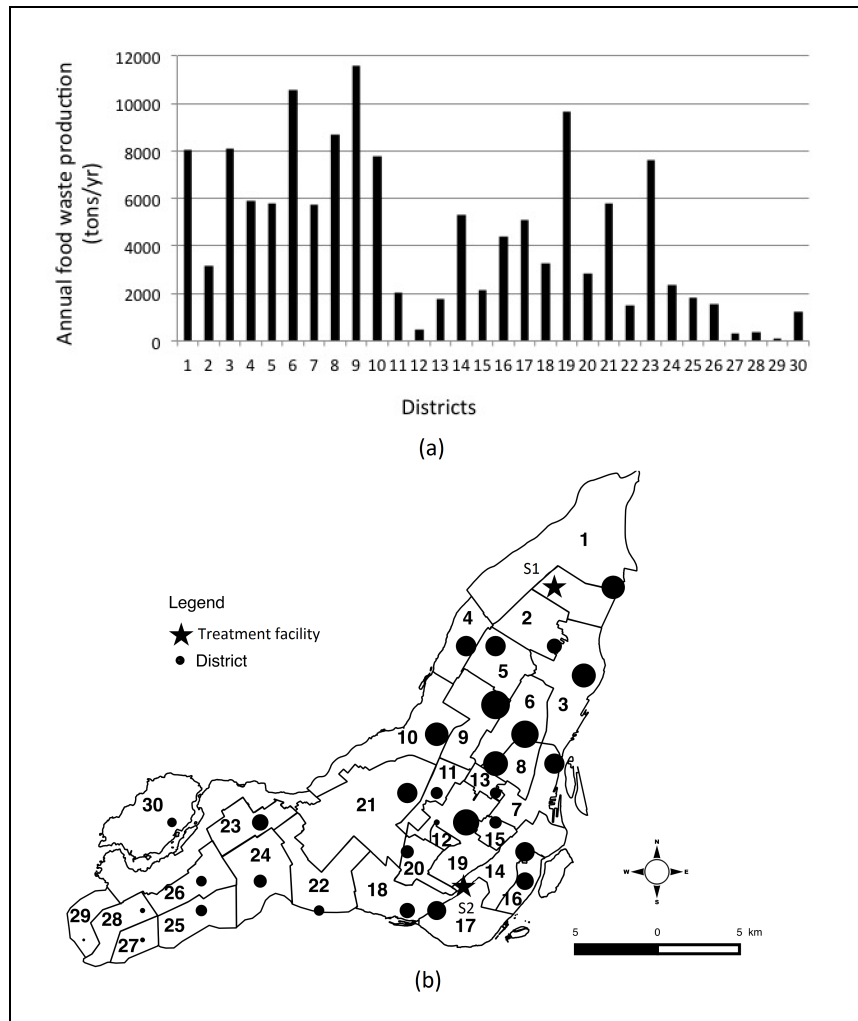 Annual food waste production
(tons/yr)
12000
10000
8000
6000
4000
2000
0
1 2 3 4 5 6 7 8 9 10 11 12 13 14 15 16 17 18 19 20 21 22 23 24 25 26 27 28 29 30
Districts
(a)
1
S1
Legend
Treatment facility
District
4
2
5
3
6
10
9
11
8
13
21
7
30
23
12
15
24
19
14
20
26
22
18
16
29
28
25
S2
17
27
N
W
E
S
5 0 5 km
(b)